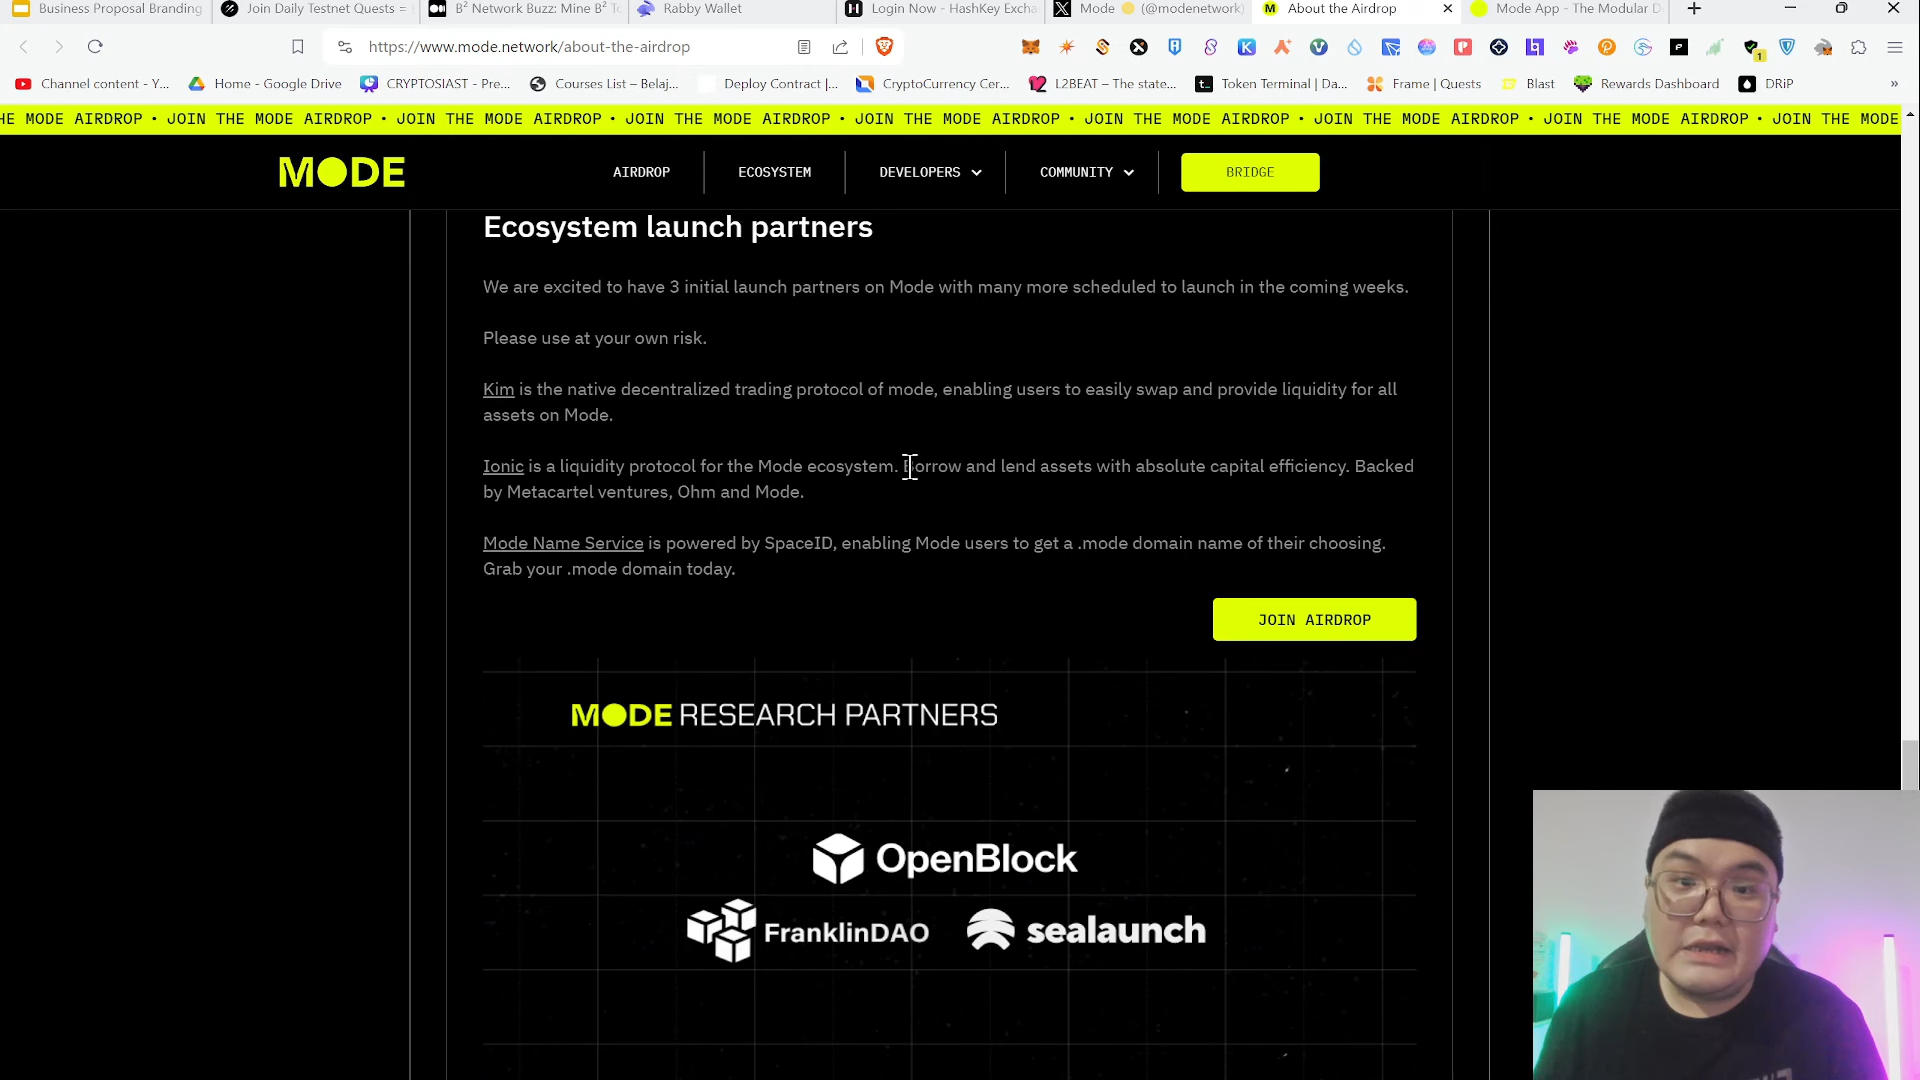 Business Proposal Branding
Join Daily Testnet Quests =
B² Network Buzz: Mine B²
Rabby Wallet
Login Now - HashKey Excha
Mode 🟡 (@modenetwork)
About the Airdrop
Mode App - The Modular D
https://www.mode.network/about-the-airdrop
1
Channel content - Y...
Home - Google Drive
CRYPTOSIAST - Pre...
Courses List – Belaj...
Deploy Contract |...
CryptoCurrency Cer...
L2BEAT – The state...
Token Terminal | Da...
Frame | Quests
Blast
Rewards Dashboard
DRiP
»
HE MODE AIRDROP • JOIN THE MODE AIRDROP • JOIN THE MODE AIRDROP • JOIN THE MODE AIRDROP • JOIN THE MODE AIRDROP • JOIN THE MODE AIRDROP • JOIN THE MODE AIRDROP • JOIN THE MODE AIRDROP • JOIN THE MODE
MODE
AIRDROP
ECOSYSTEM
DEVELOPERS
COMMUNITY
BRIDGE
Ecosystem launch partners
We are excited to have 3 initial launch partners on Mode with many more scheduled to launch in the coming weeks.
Please use at your own risk.
Kim is the native decentralized trading protocol of mode, enabling users to easily swap and provide liquidity for all
assets on Mode.
Ionic is a liquidity protocol for the Mode ecosystem. Borrow and lend assets with absolute capital efficiency. Backed
by Metacartel ventures, Ohm and Mode.
Mode Name Service is powered by SpaceID, enabling Mode users to get a .mode domain name of their choosing.
Grab your .mode domain today.
JOIN AIRDROP
MODE RESEARCH PARTNERS
OpenBlock
FranklinDAO
sealaunch